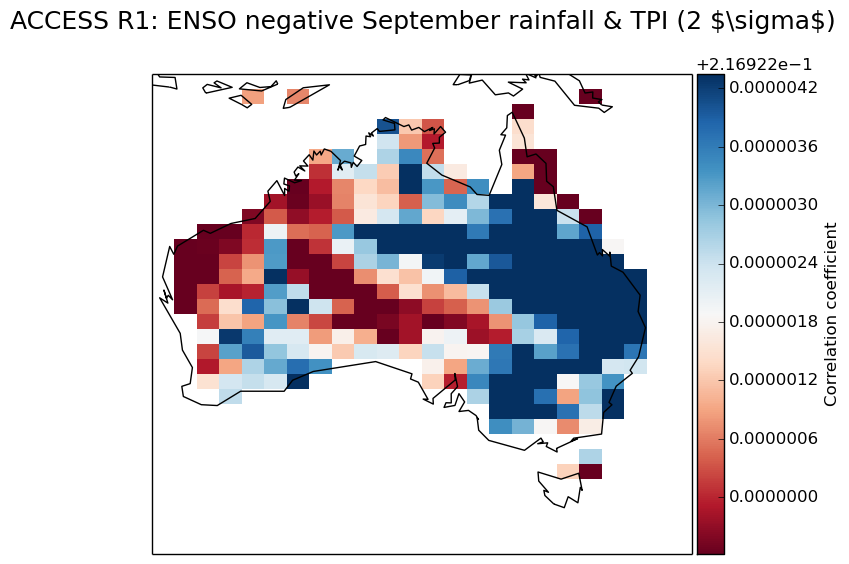 ACCESS R1: ENSO negative September rainfall & TPI (2 $\sigma$)
+2.16922e−1
0.0000042
0.0000036
0.0000030
0.0000024
0.0000018
0.0000012
0.0000006
0.0000000
Correlation coefficient